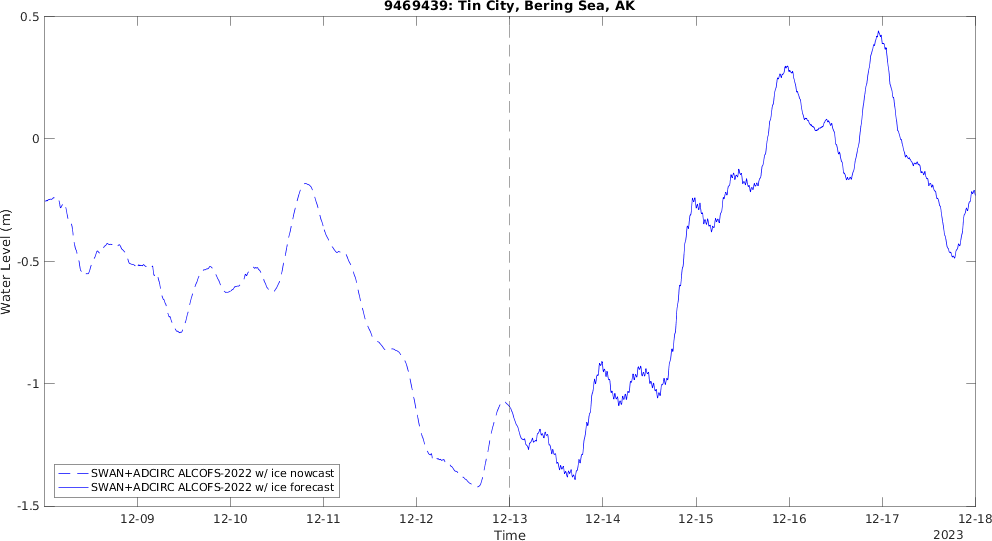 9469439: Tin City, Bering Sea, AK
0.5
0
-0.5
-1
-1.5
Water Level (m)
SWAN+ADCIRC ALCOFS-2022 w/ ice nowcast
SWAN+ADCIRC ALCOFS-2022 w/ ice forecast
12-09 12-10 12-11 12-12 12-13 12-14 12-15 12-16 12-17 12-18
Time
2023